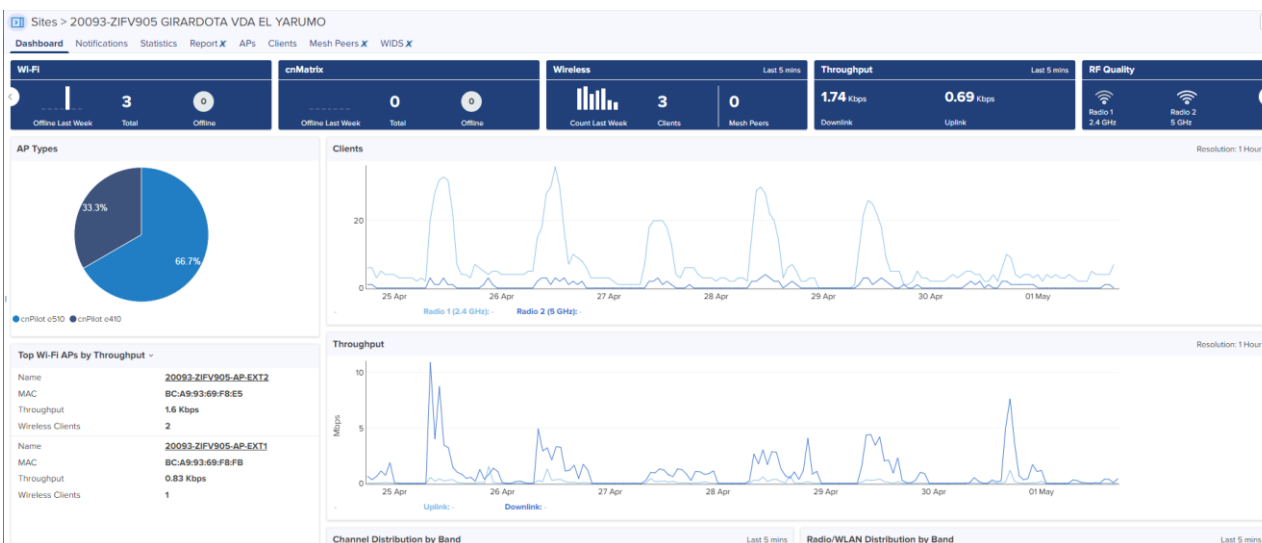 Sites > 20093-ZIFV905 GIRARDOTA VDA EL YARUMO
Dashboard Notifications Statistics Report X APs Clients Mesh Peers X WIDS X
Wi-Fi
3
0
Offline Last Week Total Offline
cnMatrix
0
0
Offline Last Week Total Offline
Wireless Last 5 mins
3
0
Count Last Week Clients Mesh Peers
Throughput Last 5 mins
1.74 Kbps 0.69 Kbps
Downlink Uplink
RF Quality
Radio 1 Radio 2
2.4 GHz 5 GHz
AP Types
33.3%
66.7%
cnPilot e510 cnPilot e410
Clients Resolution: 1 Hour
20
0
25 Apr 26 Apr 27 Apr 28 Apr 29 Apr 30 Apr 01 May
- Radio 1 (2.4 GHz): - Radio 2 (5 GHz): -
Top Wi-Fi APs by Throughput
Name 20093-ZIFV905-AP-EXT2
MAC BC:A9:93:69:F8:E5
Throughput 1.6 Kbps
Wireless Clients 2
Name 20093-ZIFV905-AP-EXT1
MAC BC:A9:93:69:F8:FB
Throughput 0.83 Kbps
Wireless Clients 1
Throughput Resolution: 1 Hour
10
5
0
Mbps
25 Apr 26 Apr 27 Apr 28 Apr 29 Apr 30 Apr 01 May
- Uplink: - Downlink: -
Channel Distribution by Band Last 5 mins
Radio/WLAN Distribution by Band Last 5 mins